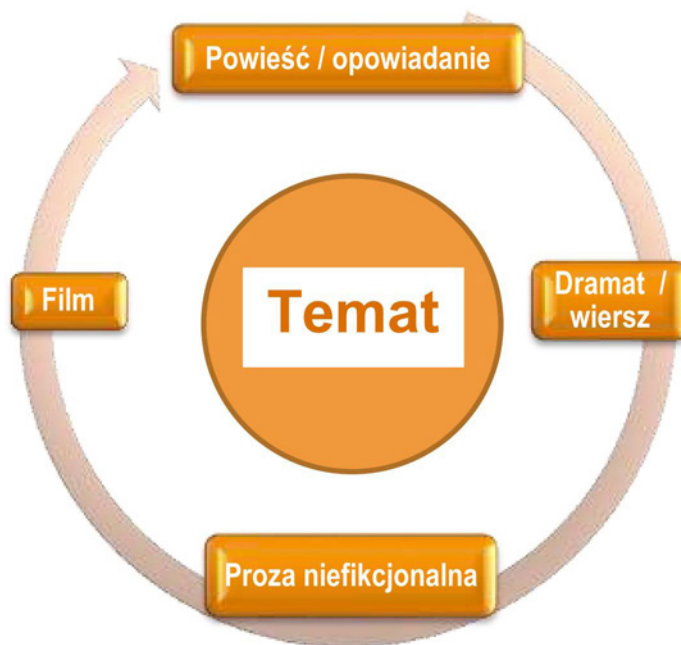 Powieść / opowiadanie
Film
Temat
Dramat /
wiersz
Proza niefikcjonalna